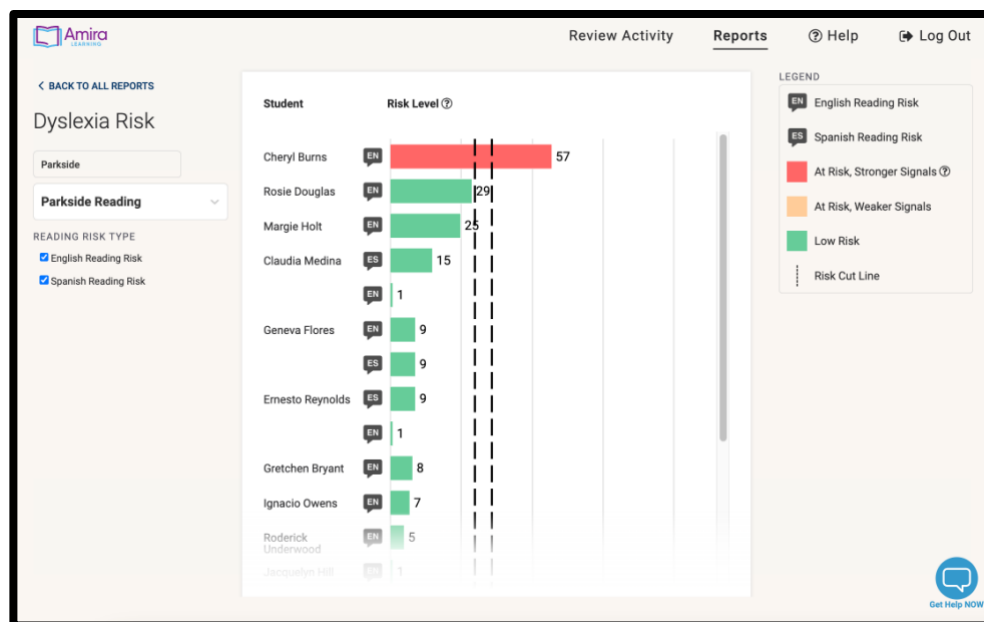 Amira
LEARNING
Review Activity Reports Help Log Out
BACK TO ALL REPORTS
Dyslexia Risk
Parkside
Parkside Reading
READING RISK TYPE
English Reading Risk
Spanish Reading Risk
Student Risk Level
Cheryl Burns EN 57
Rosie Douglas EN 29
Margie Holt EN 25
Claudia Medina ES 15
EN 1
Geneva Flores EN 9
ES 9
Ernesto Reynolds ES 9
EN 1
Gretchen Bryant EN 8
Ignacio Owens EN 7
Roderick EN 5
Underwood
Jacquelyn Hill EN 1
LEGEND
EN English Reading Risk
ES Spanish Reading Risk
At Risk, Stronger Signals
At Risk, Weaker Signals
Low Risk
Risk Cut Line
Get Help NOW